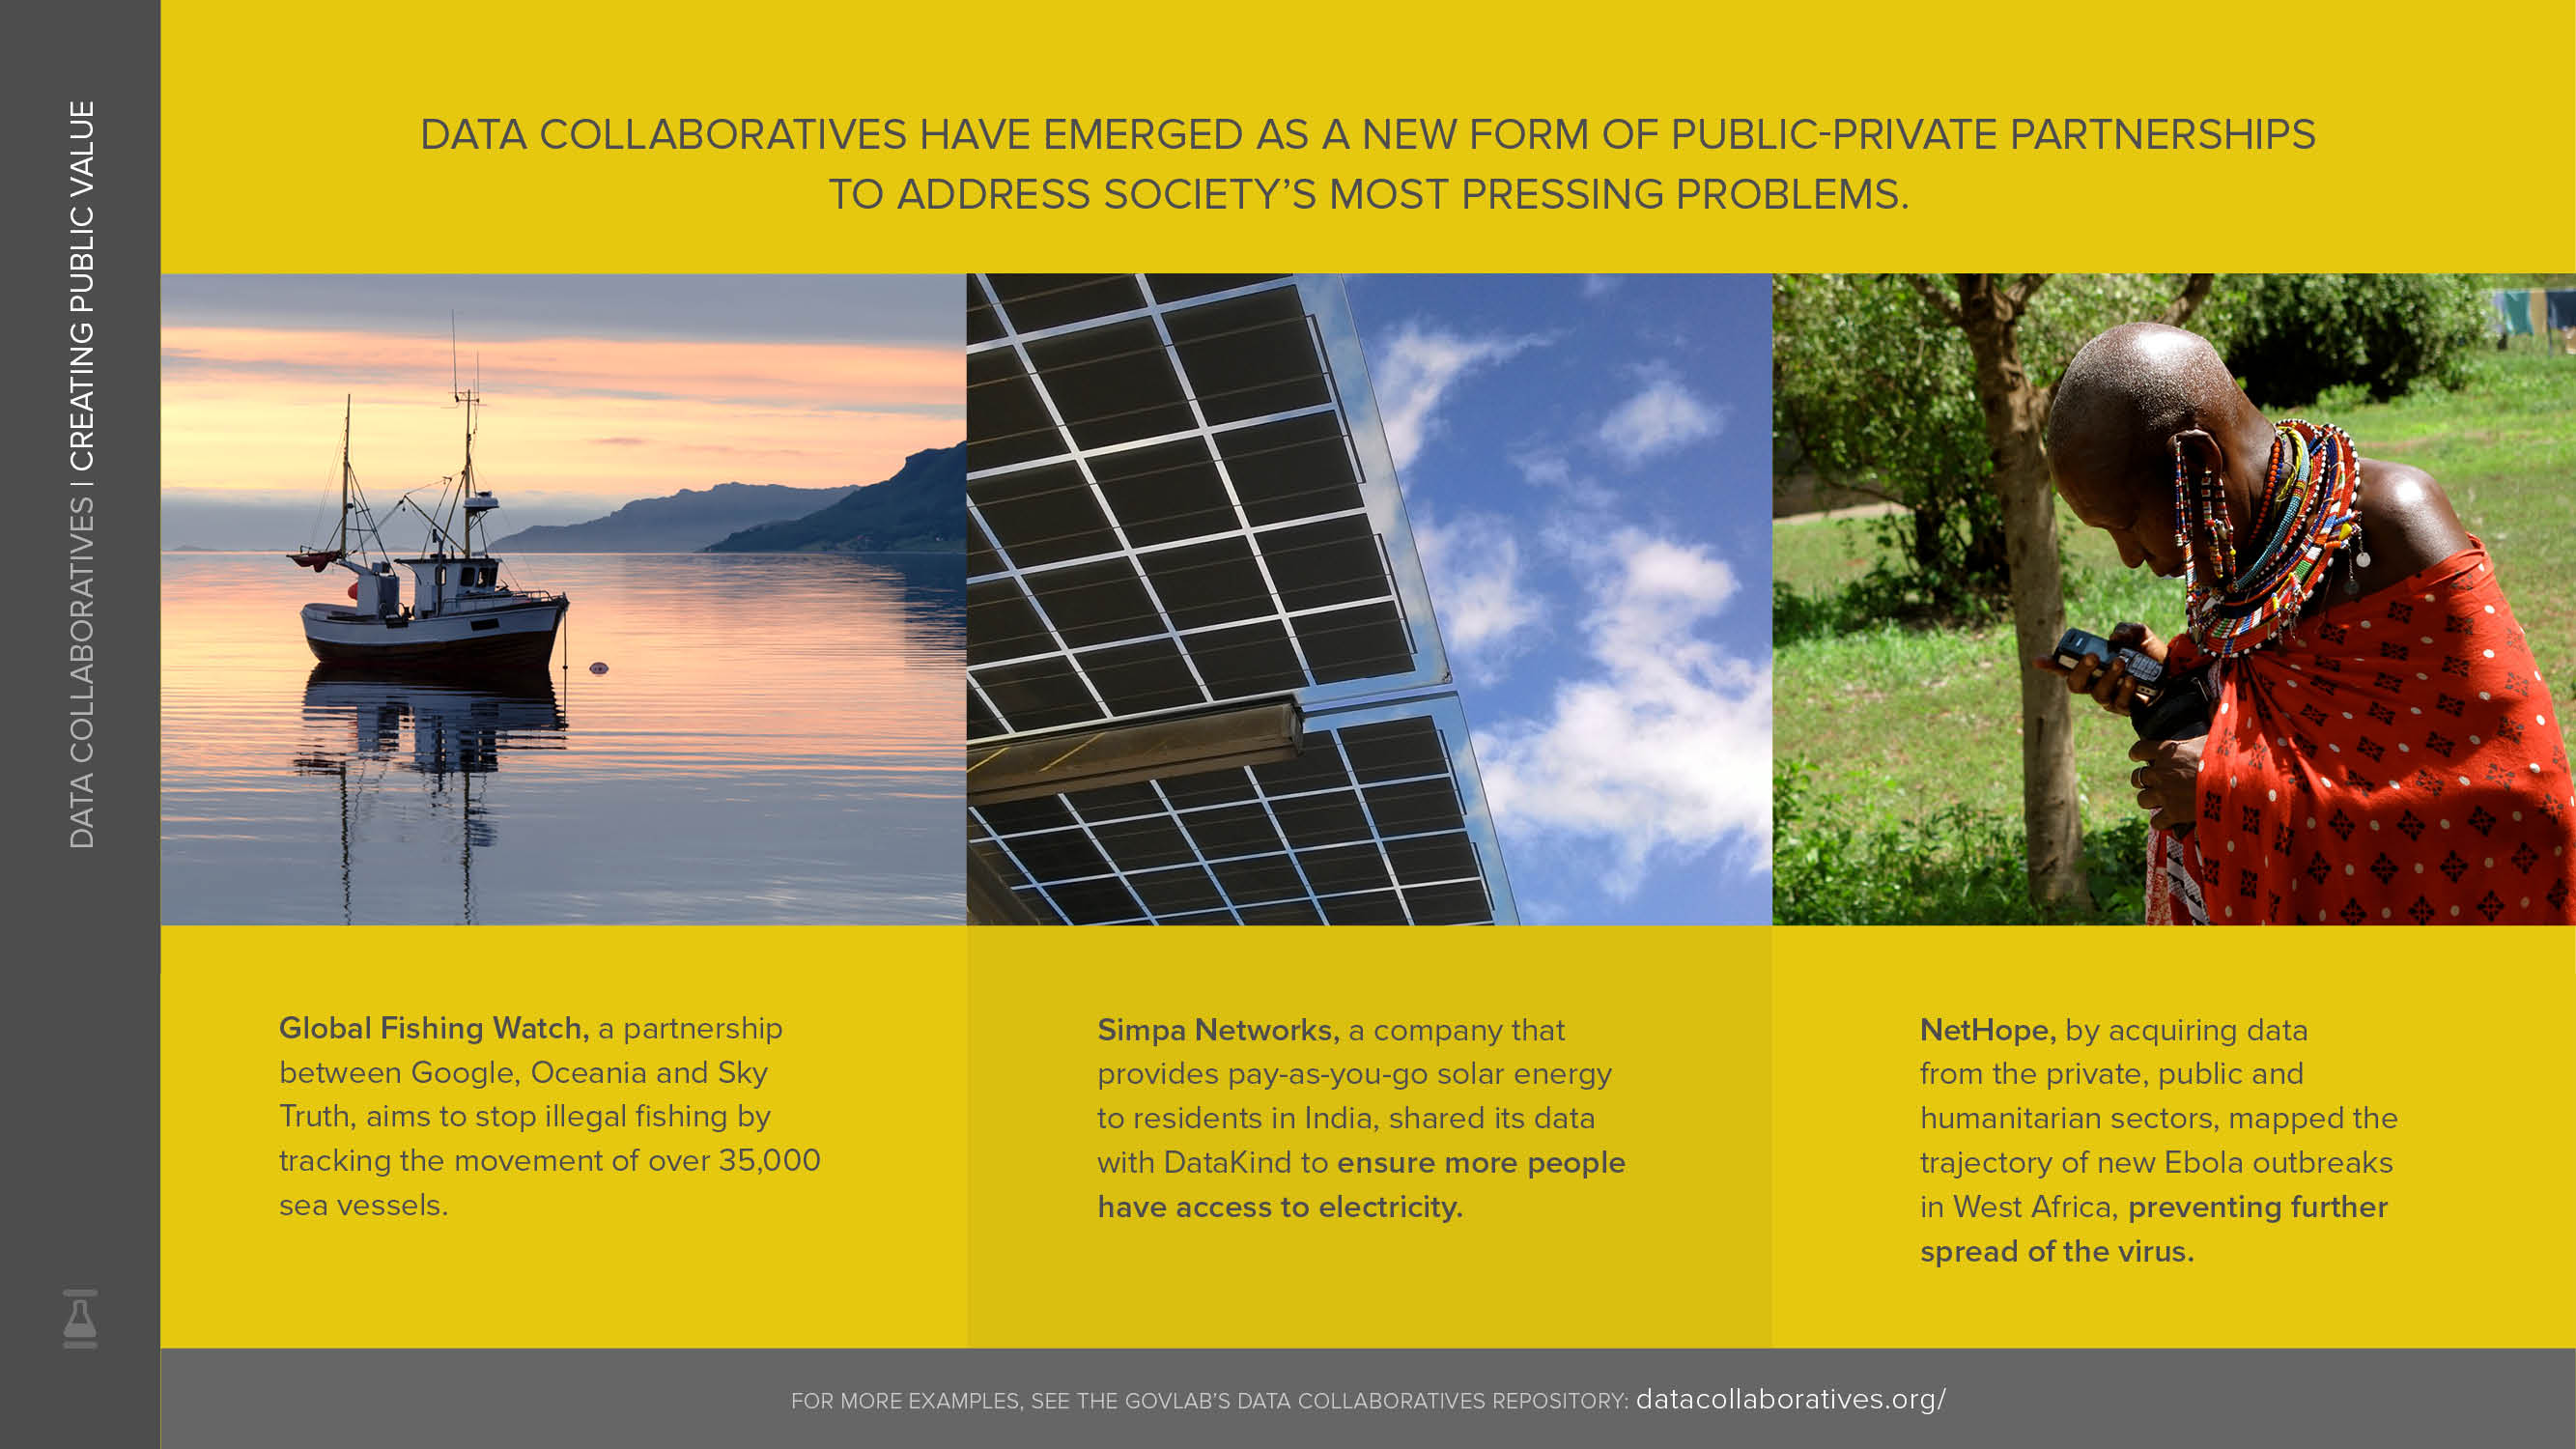 DATA COLLABORATIVES | CREATING PUBLIC VALUE
DATA COLLABORATIVES HAVE EMERGED AS A NEW FORM OF PUBLIC-PRIVATE PARTNERSHIPS
TO ADDRESS SOCIETY’S MOST PRESSING PROBLEMS.
Global Fishing Watch, a partnership
between Google, Oceania and Sky
Truth, aims to stop illegal fishing by
tracking the movement of over 35,000
sea vessels.
Simpa Networks, a company that
provides pay-as-you-go solar energy
to residents in India, shared its data
with DataKind to ensure more people
have access to electricity.
NetHope, by acquiring data
from the private, public and
humanitarian sectors, mapped the
trajectory of new Ebola outbreaks
in West Africa, preventing further
spread of the virus.
FOR MORE EXAMPLES, SEE THE GOVLAB’S DATA COLLABORATIVES REPOSITORY: datacollaboratives.org/